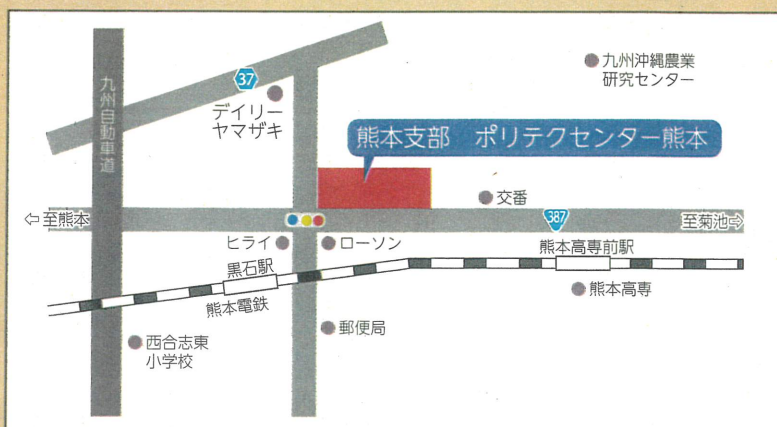 九州自動車道
37
デイリー
ヤマザキ
九州沖縄農業
研究センター
熊本支部 ポリテクセンター熊本
交番
⇦至熊本
387
至菊池⇨
ヒライ
ローソン
黒石駅
熊本電鉄
熊本高専前駅
熊本高専
郵便局
西合志東
小学校